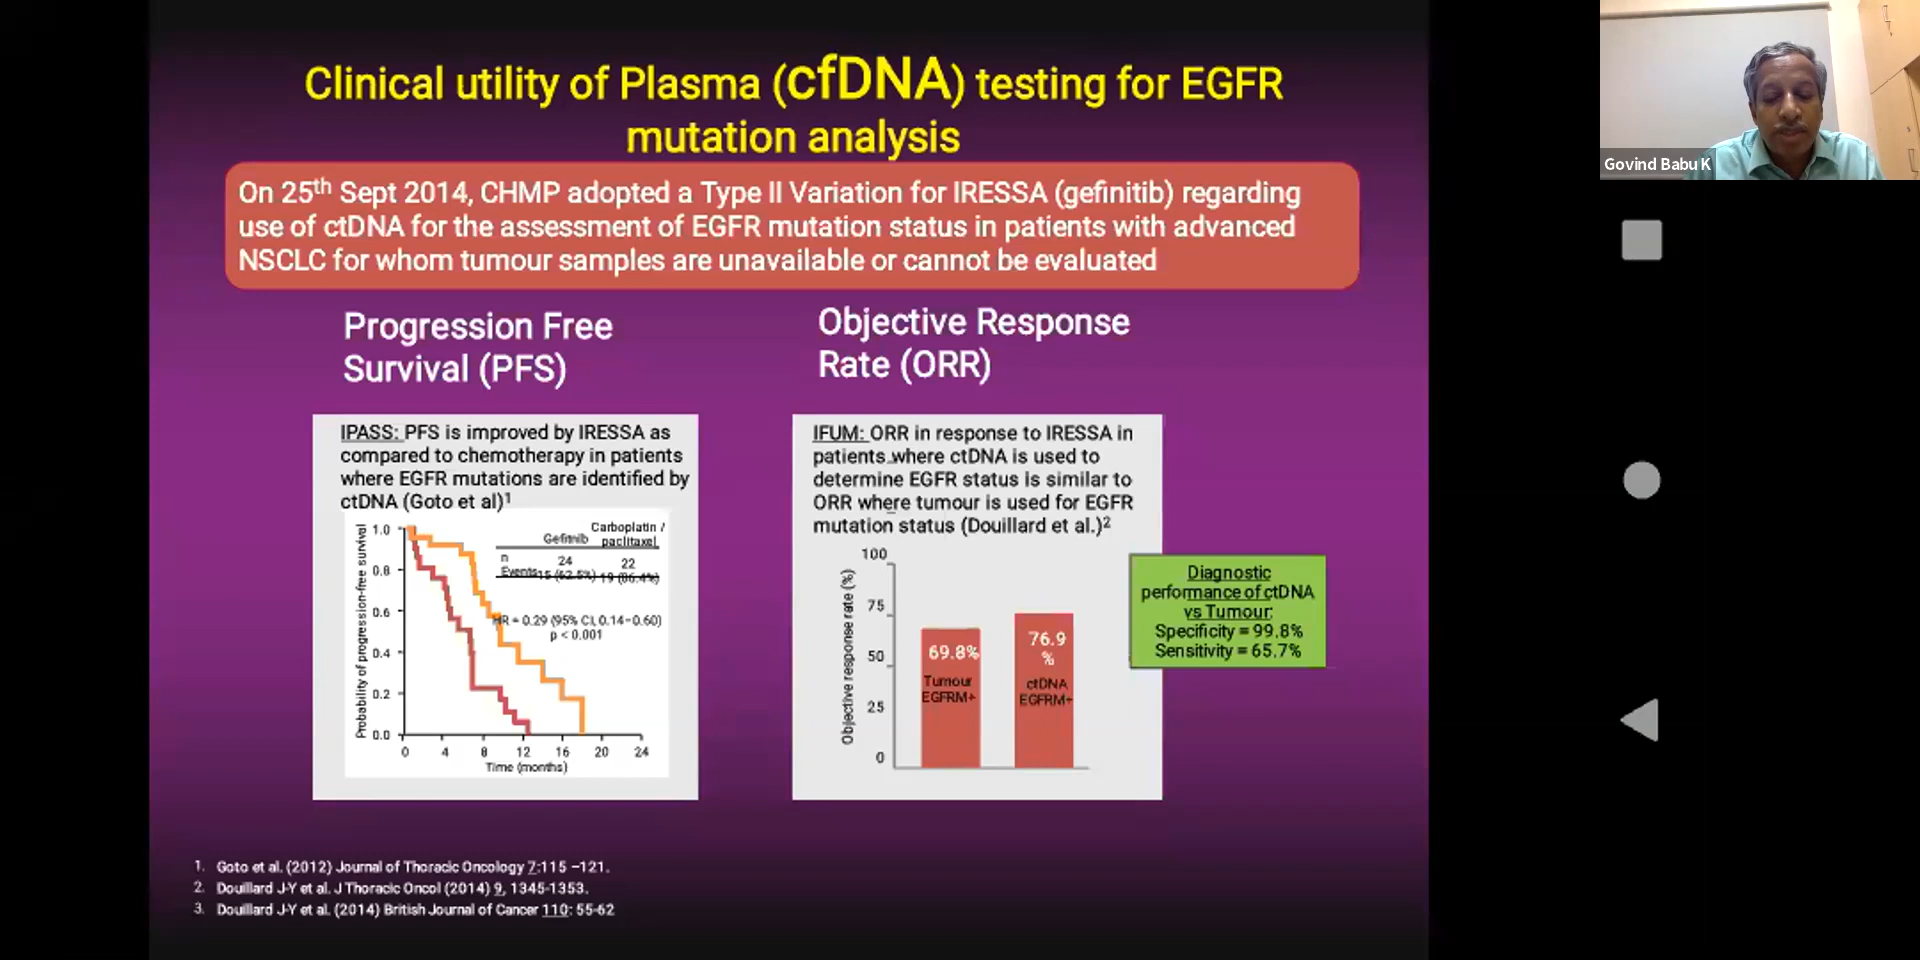 Clinical utility of Plasma (cfDNA) testing for EGFR
mutation analysis
On 25th Sept 2014, CHMP adopted a Type II Variation for IRESSA (gefinitib) regarding
use of ctDNA for the assessment of EGFR mutation status in patients with advanced
NSCLC for whom tumour samples are unavailable or cannot be evaluated
Progression Free
Survival (PFS)
IPASS: PFS is improved by IRESSA as
compared to chemotherapy in patients
where EGFR mutations are identified by
ctDNA (Goto et al)1
Probability of progression-free survival
1.0
0.8
0.6
0.4
0.2
0.0
Gefitinib
Carboplatin /
paclitaxel
n 24 22
Events 15 (62.5%) 19 (86.4%)
HR = 0.29 (95% CI, 0.14–0.60)
p < 0.001
0 4 8 12 16 20 24
Time (months)
Objective Response
Rate (ORR)
IFUM: ORR in response to IRESSA in
patients where ctDNA is used to
determine EGFR status is similar to
ORR where tumour is used for EGFR
mutation status (Douillard et al.)2
Objective response rate (%)
100
75
50
25
0
69.8%
Tumour
EGFRM+
76.9
%
ctDNA
EGFRM+
Diagnostic
performance of ctDNA
vs Tumour:
Specificity = 99.8%
Sensitivity = 65.7%
1. Goto et al. (2012) Journal of Thoracic Oncology 7:115 –121.
2. Douillard J-Y et al. J Thoracic Oncol (2014) 9, 1345-1353.
3. Douillard J-Y et al. (2014) British Journal of Cancer 110: 55-62
Govind Babu K